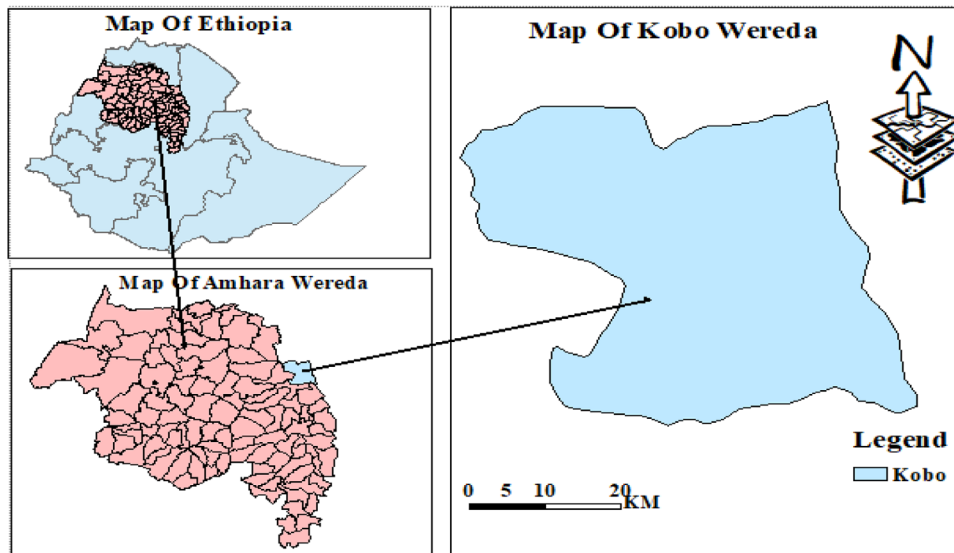 Map Of Ethiopia
Map Of Kobo Wereda
N
Map Of Amhara Wereda
Legend
Kobo
0 5 10 20
KM